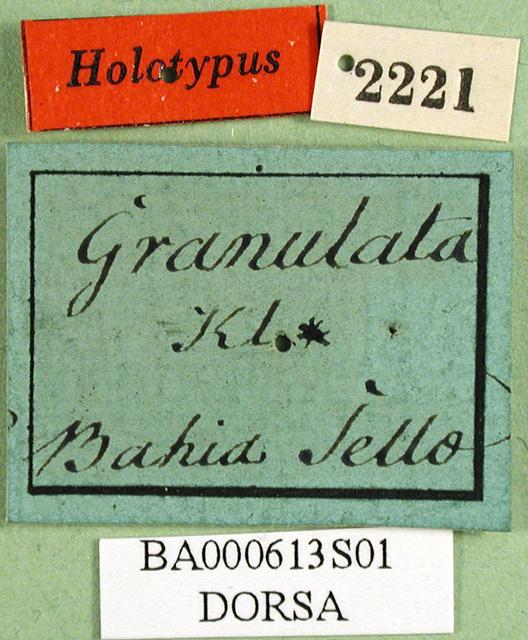 Holotypus
2221
Granulata
Kl.*
Bahia Sello
BA000613S01
DORSA